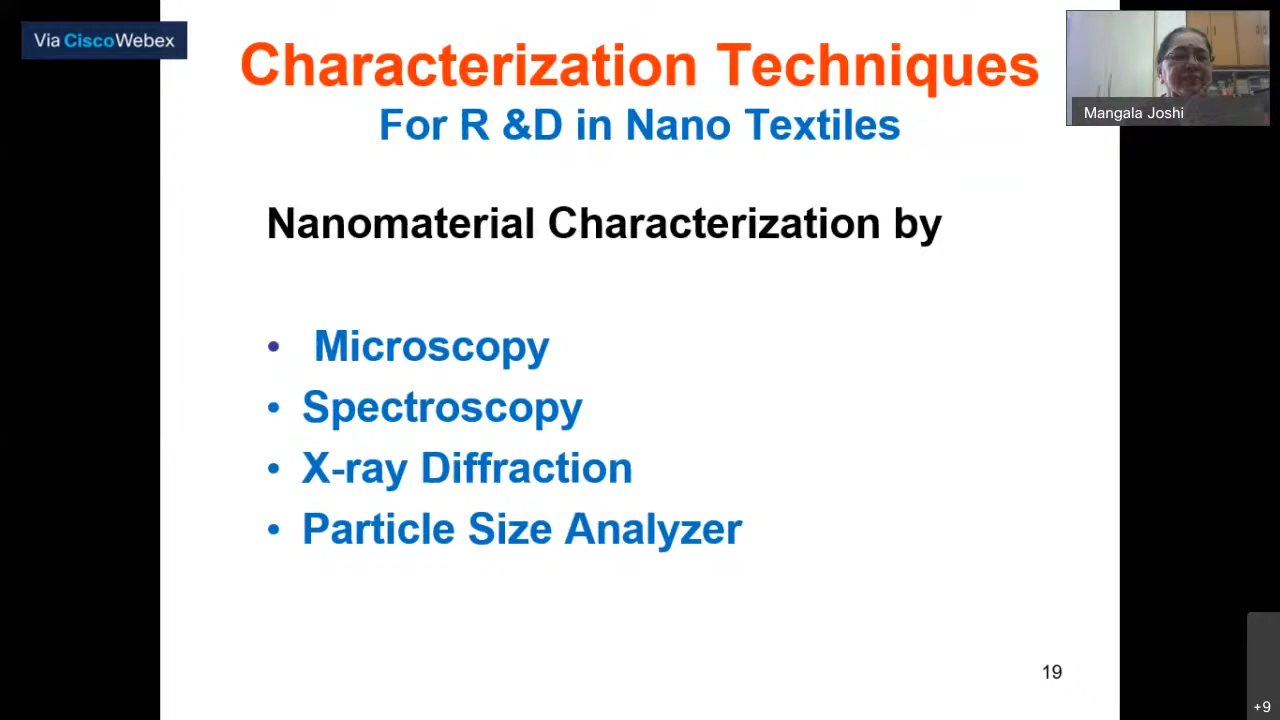 Via CiscoWebex
Characterization Techniques
For R &D in Nano Textiles
Mangala Joshi
Nanomaterial Characterization by
• Microscopy
• Spectroscopy
• X-ray Diffraction
• Particle Size Analyzer
19
+9